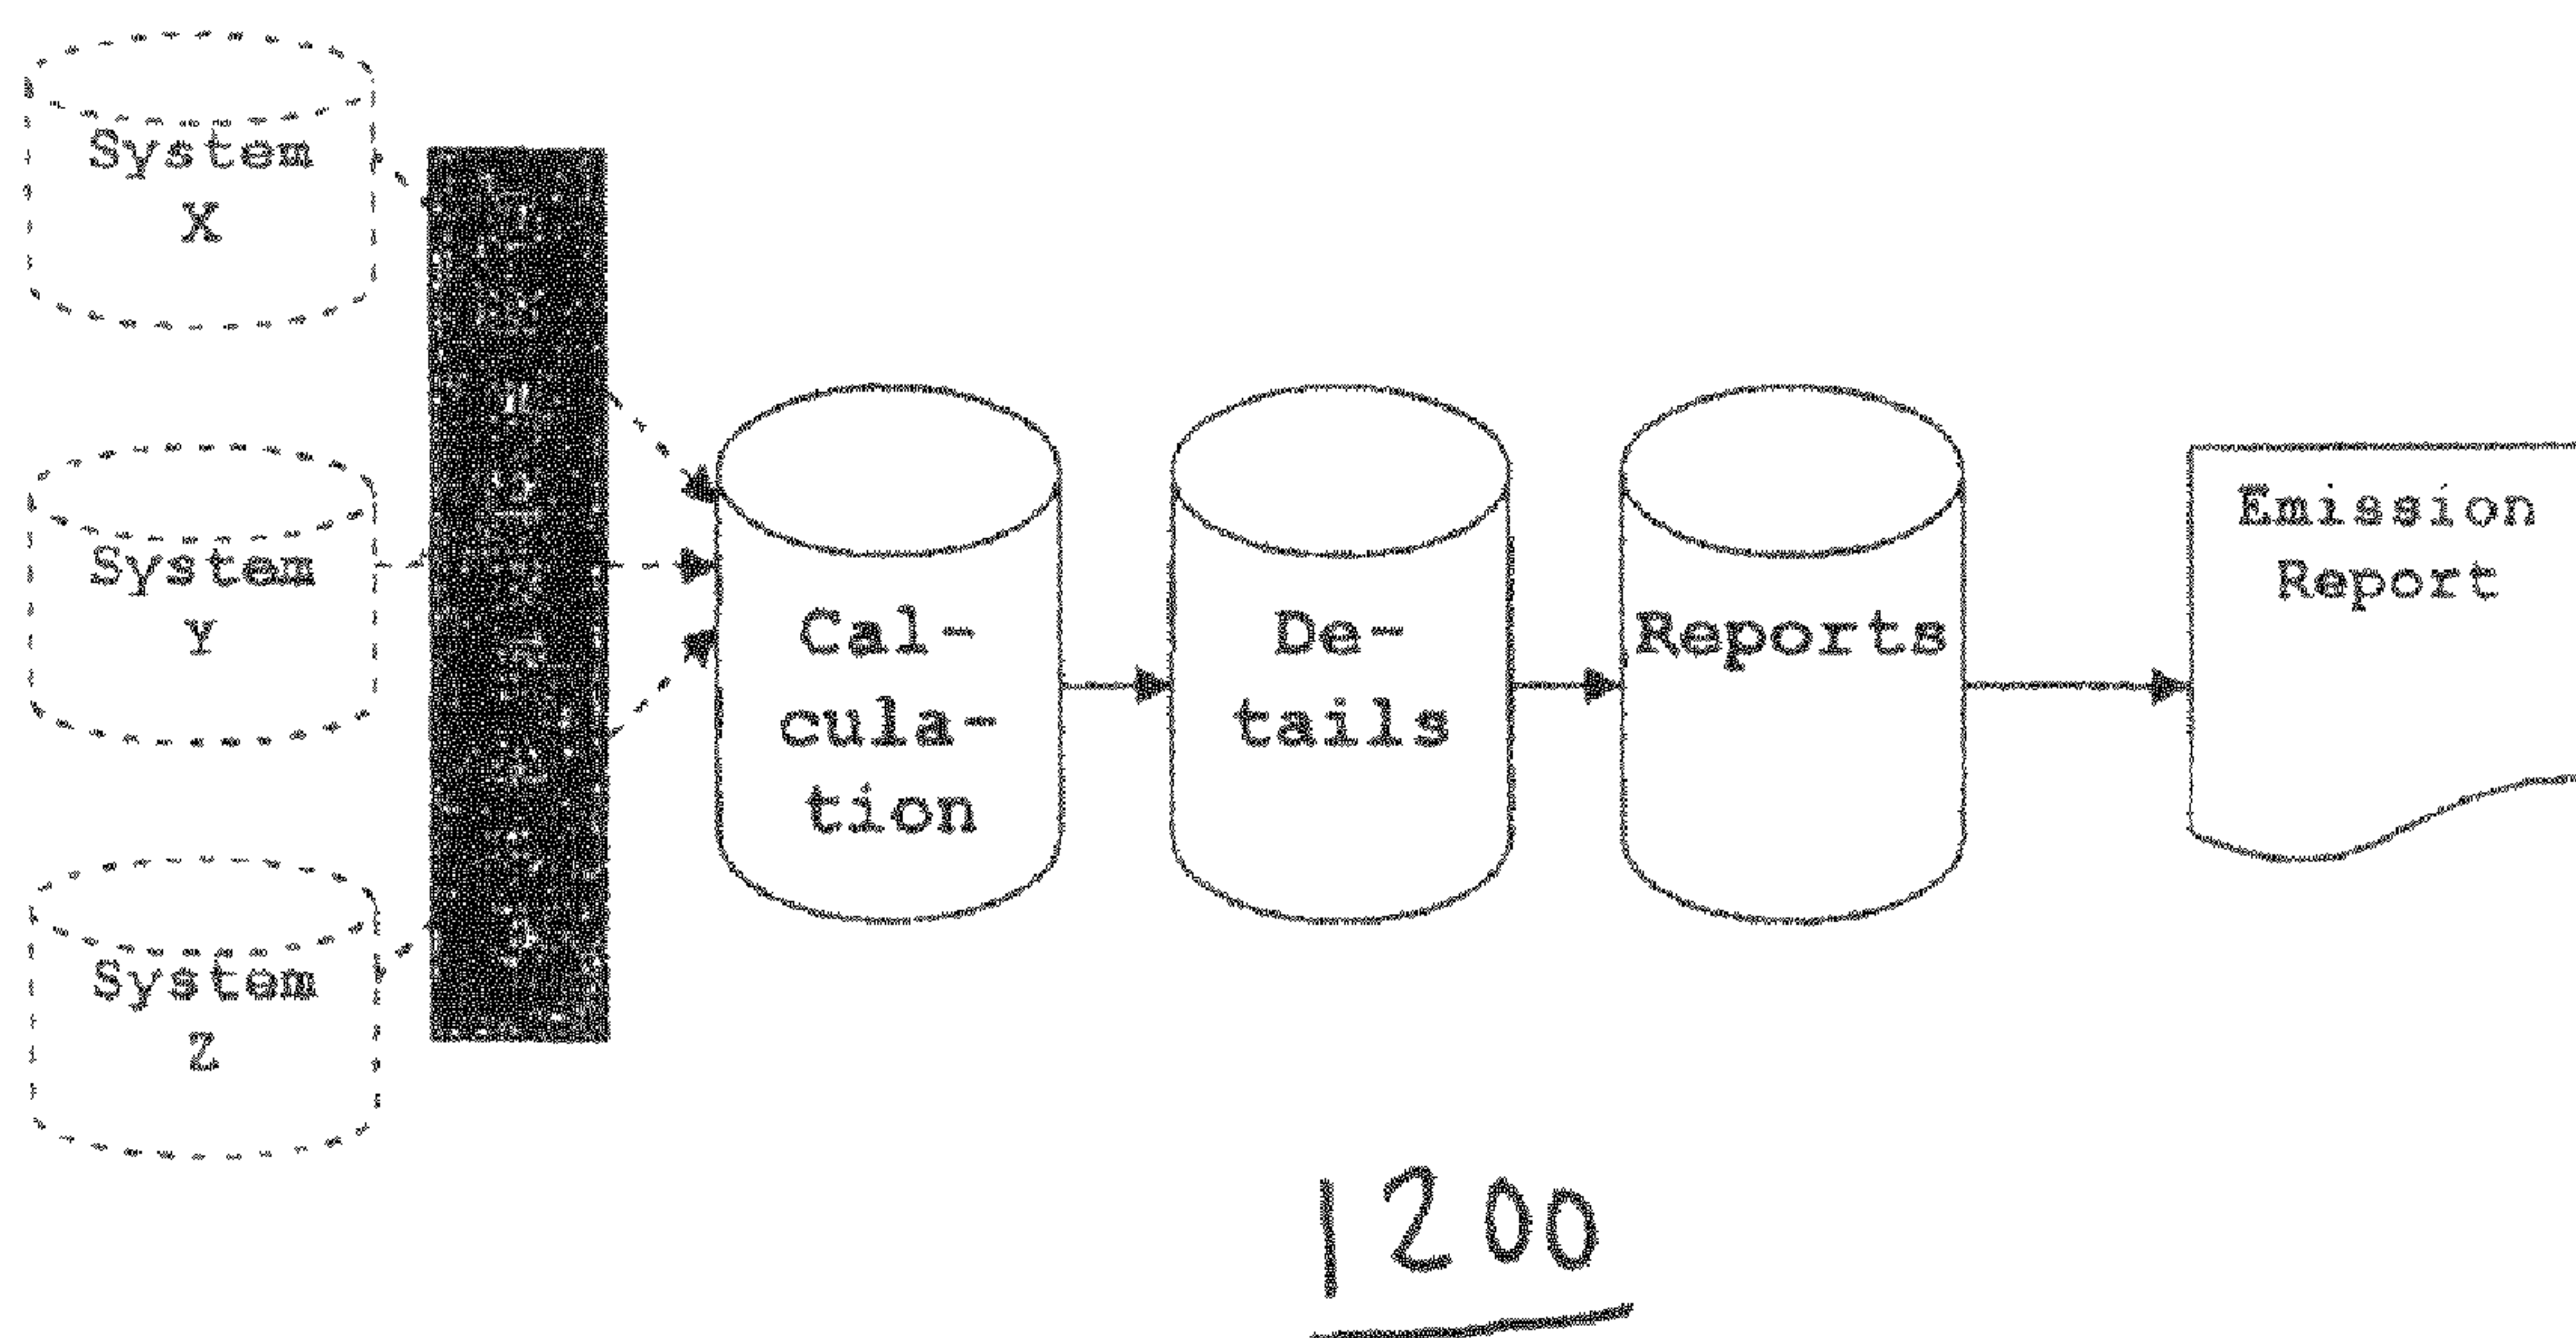 System
X
System
y
System
Z
Cal-
cula-
tion
De-
tails
Reports
Emission
Report
1200